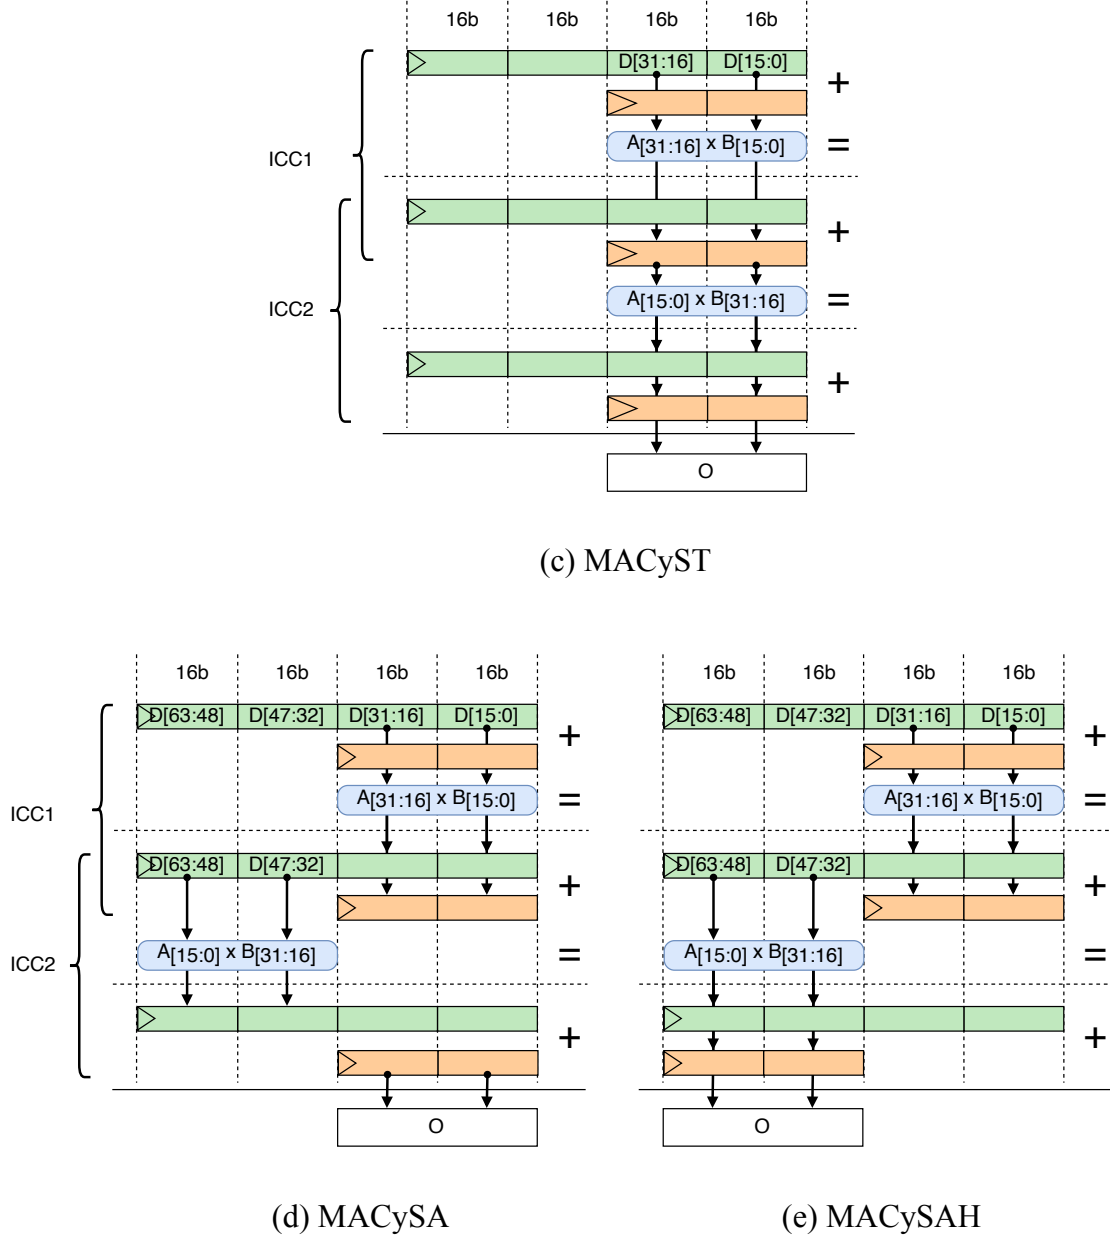 16b 16b 16b 16b
D[31:16] D[15:0]
+
A[31:16] x B[15:0] =
ICC1
+
A[15:0] x B[31:16] =
ICC2
+
O
(c) MACyST
16b 16b 16b 16b 16b 16b 16b 16b
D[63:48] D[47:32] D[31:16] D[15:0] D[63:48] D[47:32] D[31:16] D[15:0]
+ +
A[31:16] x B[15:0] = A[31:16] x B[15:0] =
ICC1
D[63:48] D[47:32] D[63:48] D[47:32]
+ +
A[15:0] x B[31:16] = A[15:0] x B[31:16] =
ICC2
+ +
O O
(d) MACySA (e) MACySAH